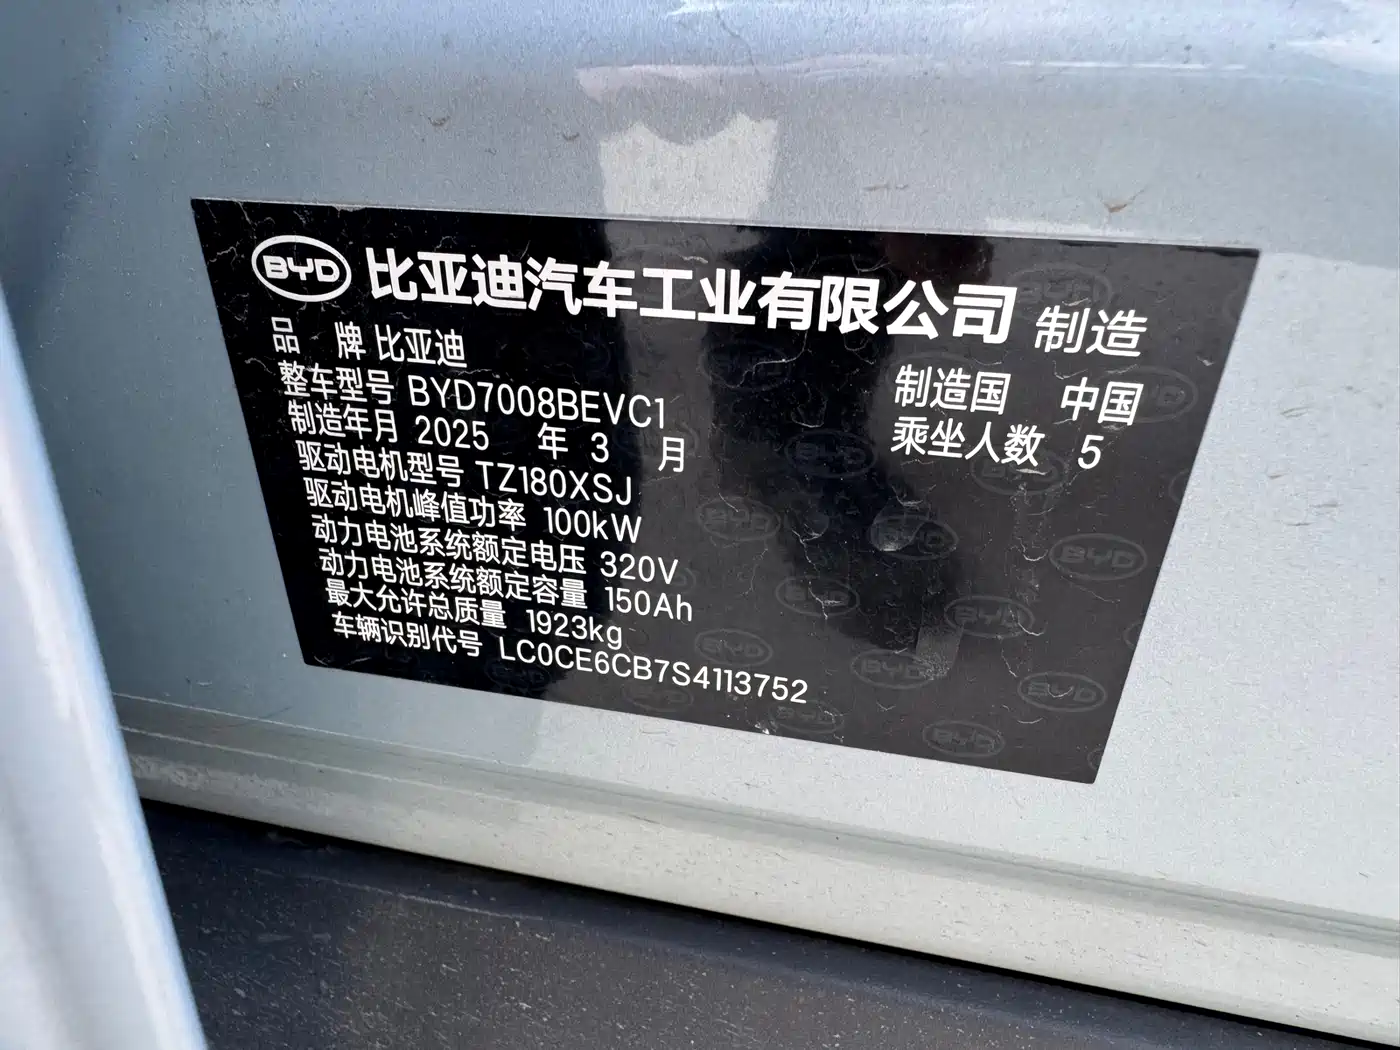 BYD 比亚迪汽车工业有限公司 制造
品 牌 比亚迪
整车型号 BYD7008BEVC1 制造国 中国
制造年月 2025 年 3 月 乘坐人数 5
驱动电机型号 TZ180XSJ
驱动电机峰值功率 100kW
动力电池系统额定电压 320V
动力电池系统额定容量 150Ah
最大允许总质量 1923kg
车辆识别代号 LC0CE6CB7S4113752